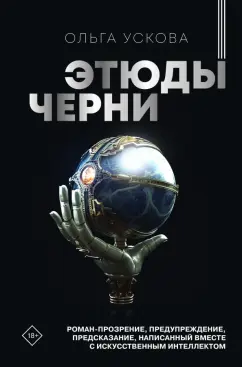 ОЛЬГА УСКОВА
ЭТЮДЫ
ЧЕРНИ
18+
РОМАН-ПРОЗРЕНИЕ, ПРЕДУПРЕЖДЕНИЕ,
ПРЕДСКАЗАНИЕ, НАПИСАННЫЙ ВМЕСТЕ
С ИСКУССТВЕННЫМ ИНТЕЛЛЕКТОМ